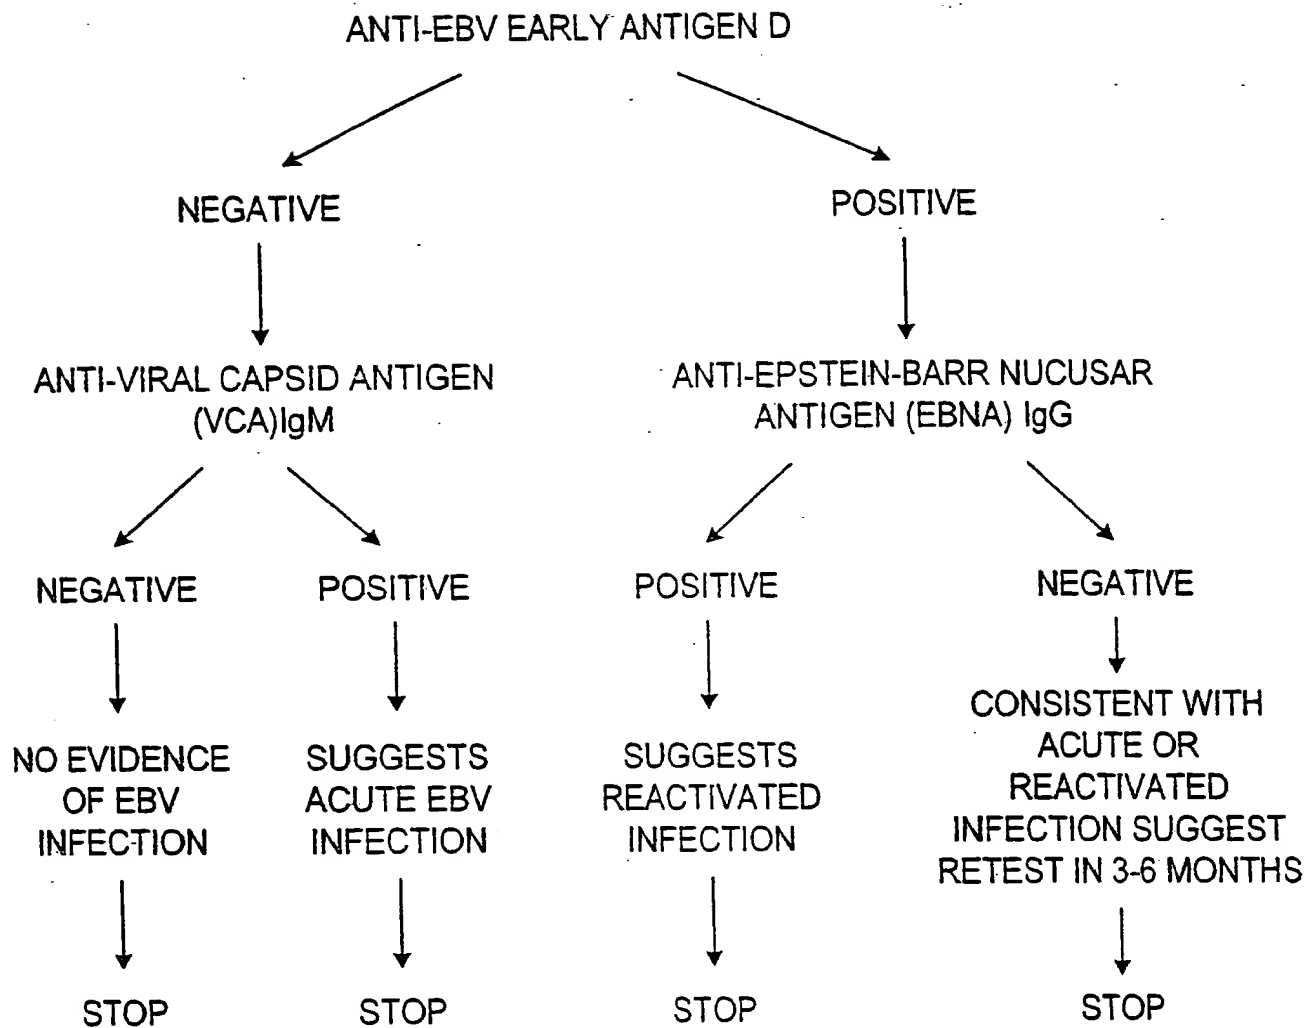 ANTI-EBV EARLY ANTIGEN D
NEGATIVE
POSITIVE
ANTI-VIRAL CAPSID ANTIGEN
(VCA)IgM
ANTI-EPSTEIN-BARR NUCUSAR
ANTIGEN (EBNA) IgG
NEGATIVE
POSITIVE
POSITIVE
NEGATIVE
NO EVIDENCE
OF EBV
INFECTION
SUGGESTS
ACUTE EBV
INFECTION
SUGGESTS
REACTIVATED
INFECTION
CONSISTENT WITH
ACUTE OR
REACTIVATED
INFECTION SUGGEST
RETEST IN 3-6 MONTHS
STOP
STOP
STOP
STOP